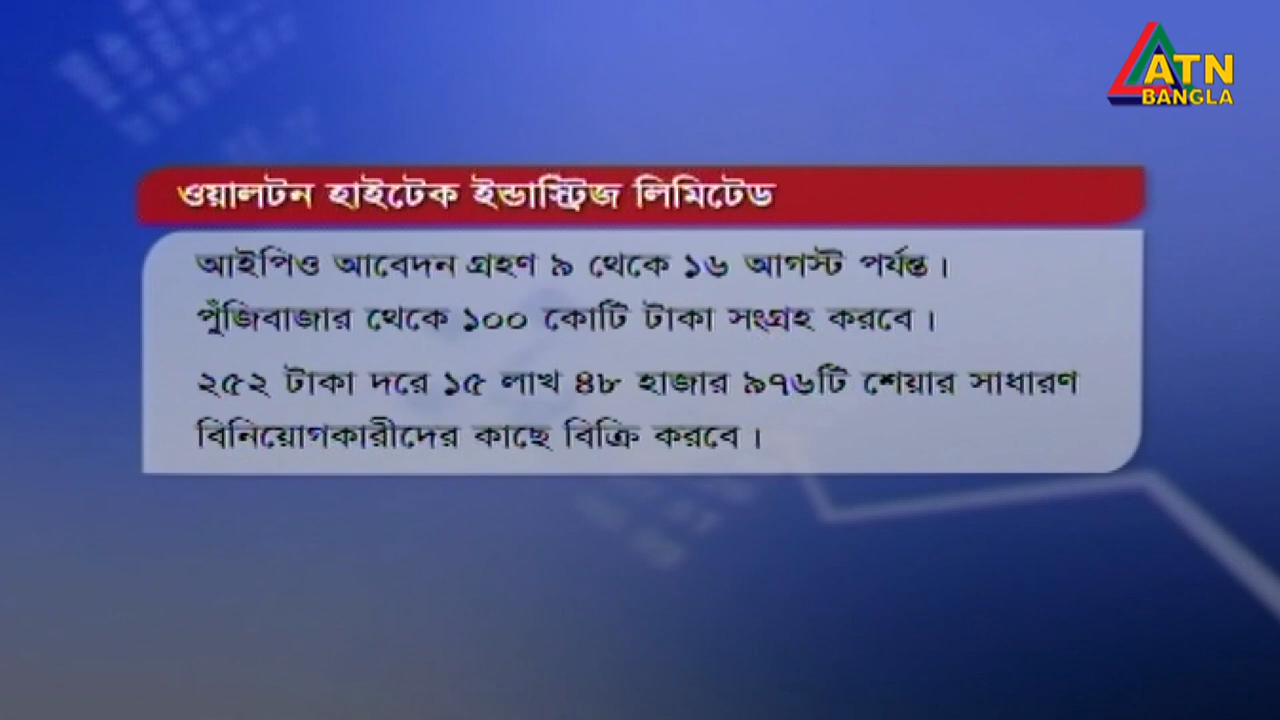 ATN
BANGLA
ওয়ালটন হাইটেক ইন্ডাস্ট্রিজ লিমিটেড
আইপিও আবেদন গ্রহণ ৯ থেকে ১৬ আগস্ট পর্যন্ত।
পুঁজিবাজার থেকে ১০০ কোটি টাকা সংগ্রহ করবে।
২৫২ টাকা দরে ১৫ লাখ ৪৮ হাজার ৯৭৬টি শেয়ার সাধারণ
বিনিয়োগকারীদের কাছে বিক্রি করবে।